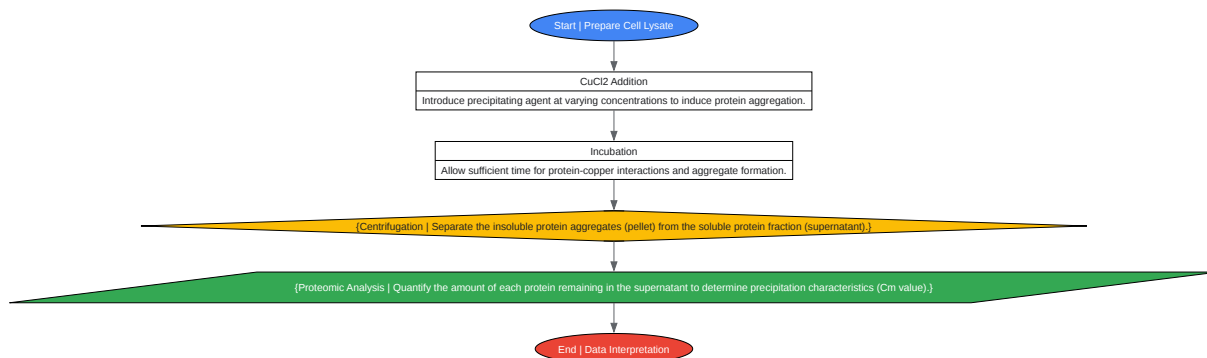 Start | Prepare Cell Lysate
CuCl2 Addition
Introduce precipitating agent at varying concentrations to induce protein aggregation.
Incubation
Allow sufficient time for protein-copper interactions and aggregate formation.
{Centrifugation | Separate the insoluble protein aggregates (pellet) from the soluble protein fraction (supernatant).}
{Proteomic Analysis | Quantify the amount of each protein remaining in the supernatant to determine precipitation characteristics (Cm value).}
End | Data Interpretation